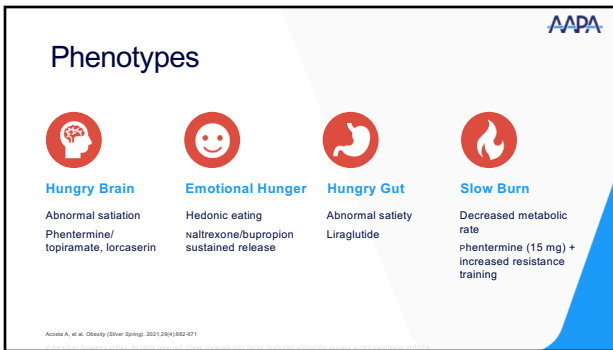 AAPA
Phenotypes
Hungry Brain
Abnormal satiation
Phentermine/
topiramate, lorcaserin
Emotional Hunger
Hedonic eating
Naltrexone/bupropion
sustained release
Hungry Gut
Abnormal satiety
Liraglutide
Slow Burn
Decreased metabolic
rate
Phentermine (15 mg) +
increased resistance
training
Acosta A, et al. Obesity (Silver Spring). 2021;29(4):662-671